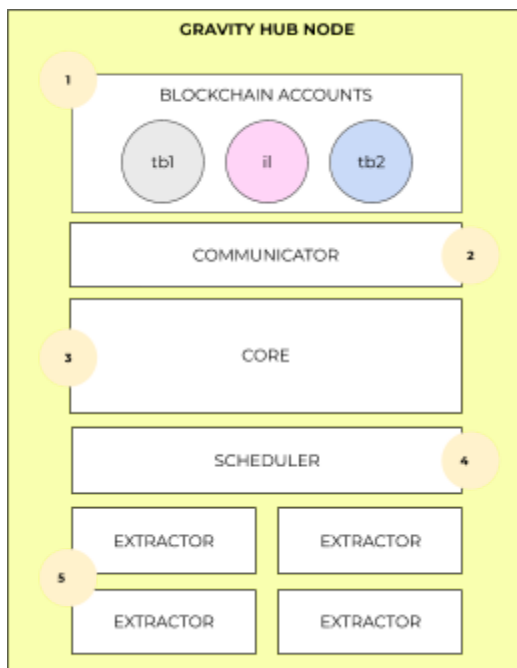 GRAVITY HUB NODE
1
BLOCKCHAIN ACCOUNTS
tb1
il
tb2
COMMUNICATOR
2
3
CORE
SCHEDULER
4
EXTRACTOR
EXTRACTOR
5
EXTRACTOR
EXTRACTOR